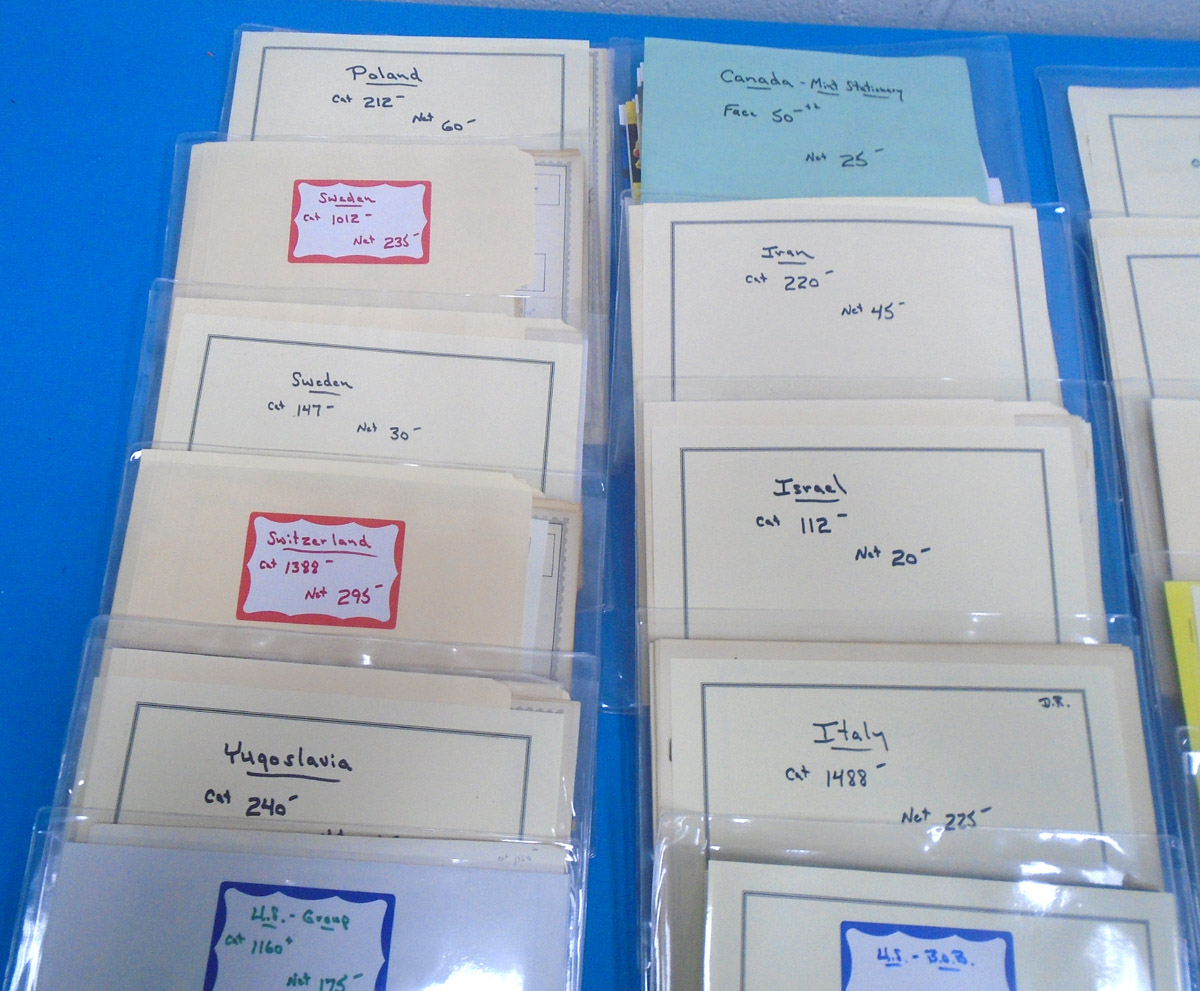 Poland
Cat 212-
Net 60-
Sweden
Cat 1012-
Net 235-
Sweden
Cat 147-
Net 30-
Switzerland
Cat 1388-
Net 295-
Yugoslavia
Cat 240-
U.S. - Group
Cat 1160+
Net 175-
Canada - Mint Stationary
Face 50-++
Net 25-
Iran
Cat 220-
Net 45-
Israel
Cat 112-
Net 20-
D.R.
Italy
Cat 1488-
Net 225-
U.S. - B.o.B.